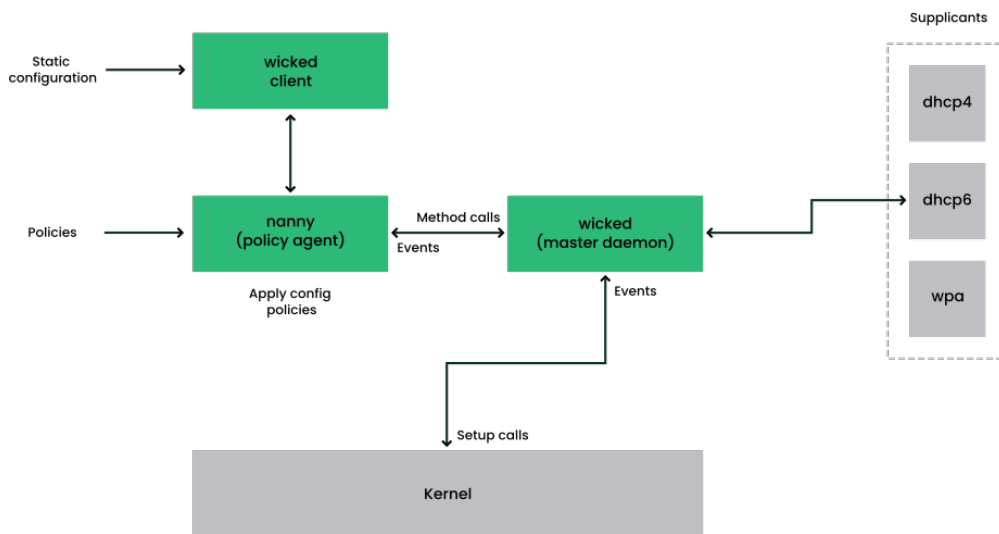 Supplicants
Static
configuration
wicked
client
dhcp4
Policies
nanny
(policy agent)
Method calls
Events
wicked
(master daemon)
dhcp6
Apply config
policies
Events
wpa
Setup calls
Kernel